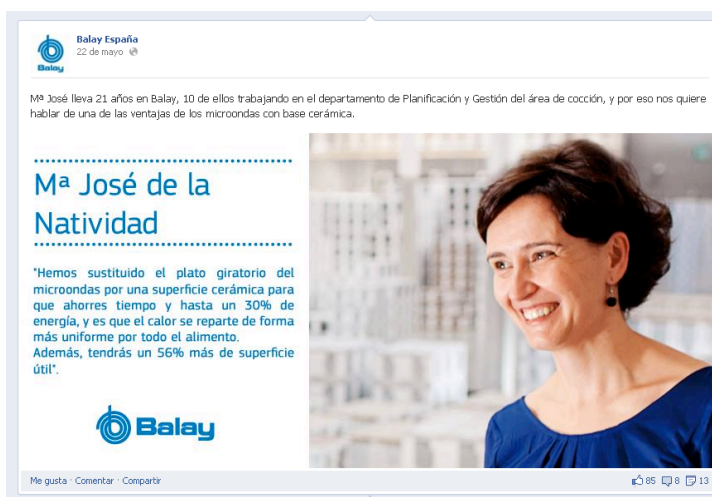 Balay España
22 de mayo
Balay
Mª José lleva 21 años en Balay, 10 de ellos trabajando en el departamento de Planificación y Gestión del área de cocción, y por eso nos quiere
hablar de una de las ventajas de los microondas con base cerámica.
Mª José de la
Natividad
"Hemos sustituido el plato giratorio del
microondas por una superficie cerámica para
que ahorres tiempo y hasta un 30% de
energía, y es que el calor se reparte de forma
más uniforme por todo el alimento.
Además, tendrás un 56% más de superficie
útil".
Balay
Me gusta · Comentar · Compartir
85 8 13